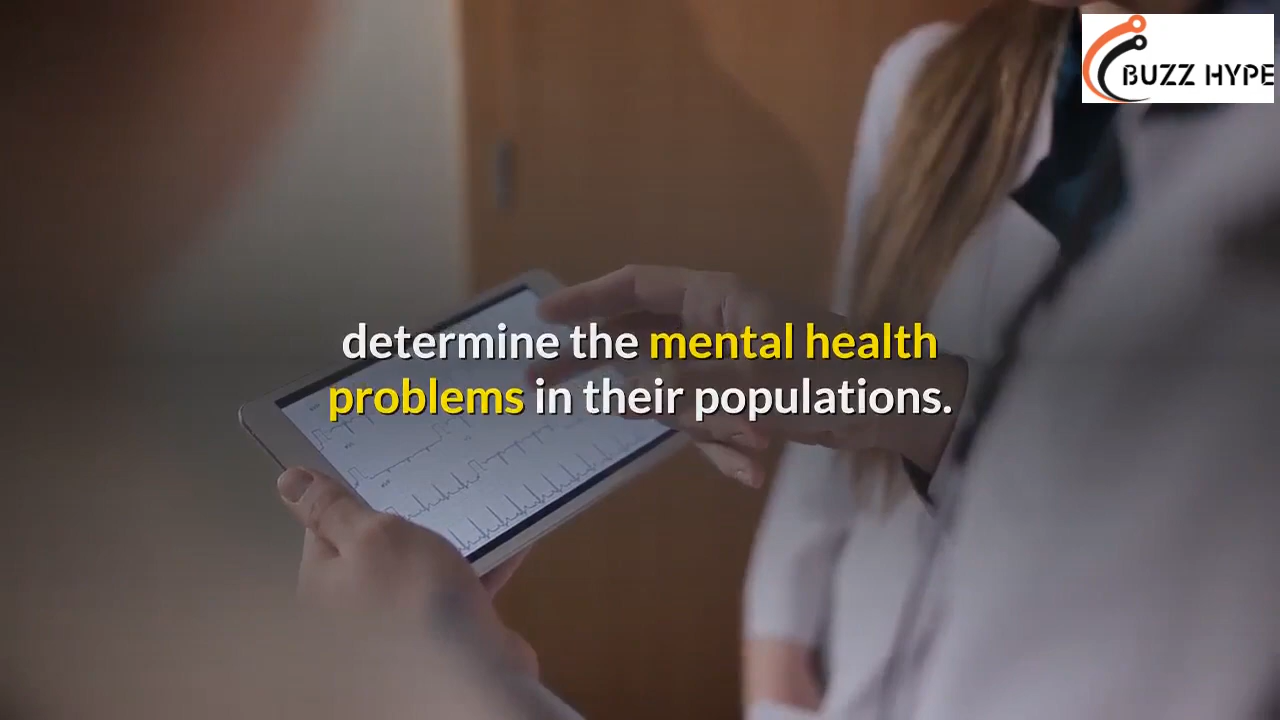 BUZZ HYPE
determine the mental health
problems in their populations.